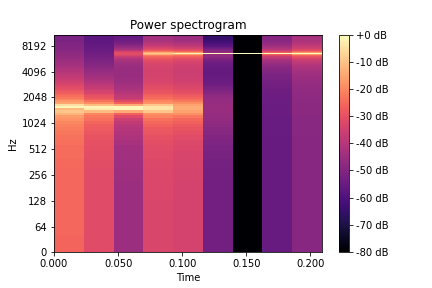 Power spectrogram
8192
4096
2048
1024
512
256
128
64
0
Hz
0.000 0.050 0.100 0.150 0.200
Time
+0 dB
-10 dB
-20 dB
-30 dB
-40 dB
-50 dB
-60 dB
-70 dB
-80 dB